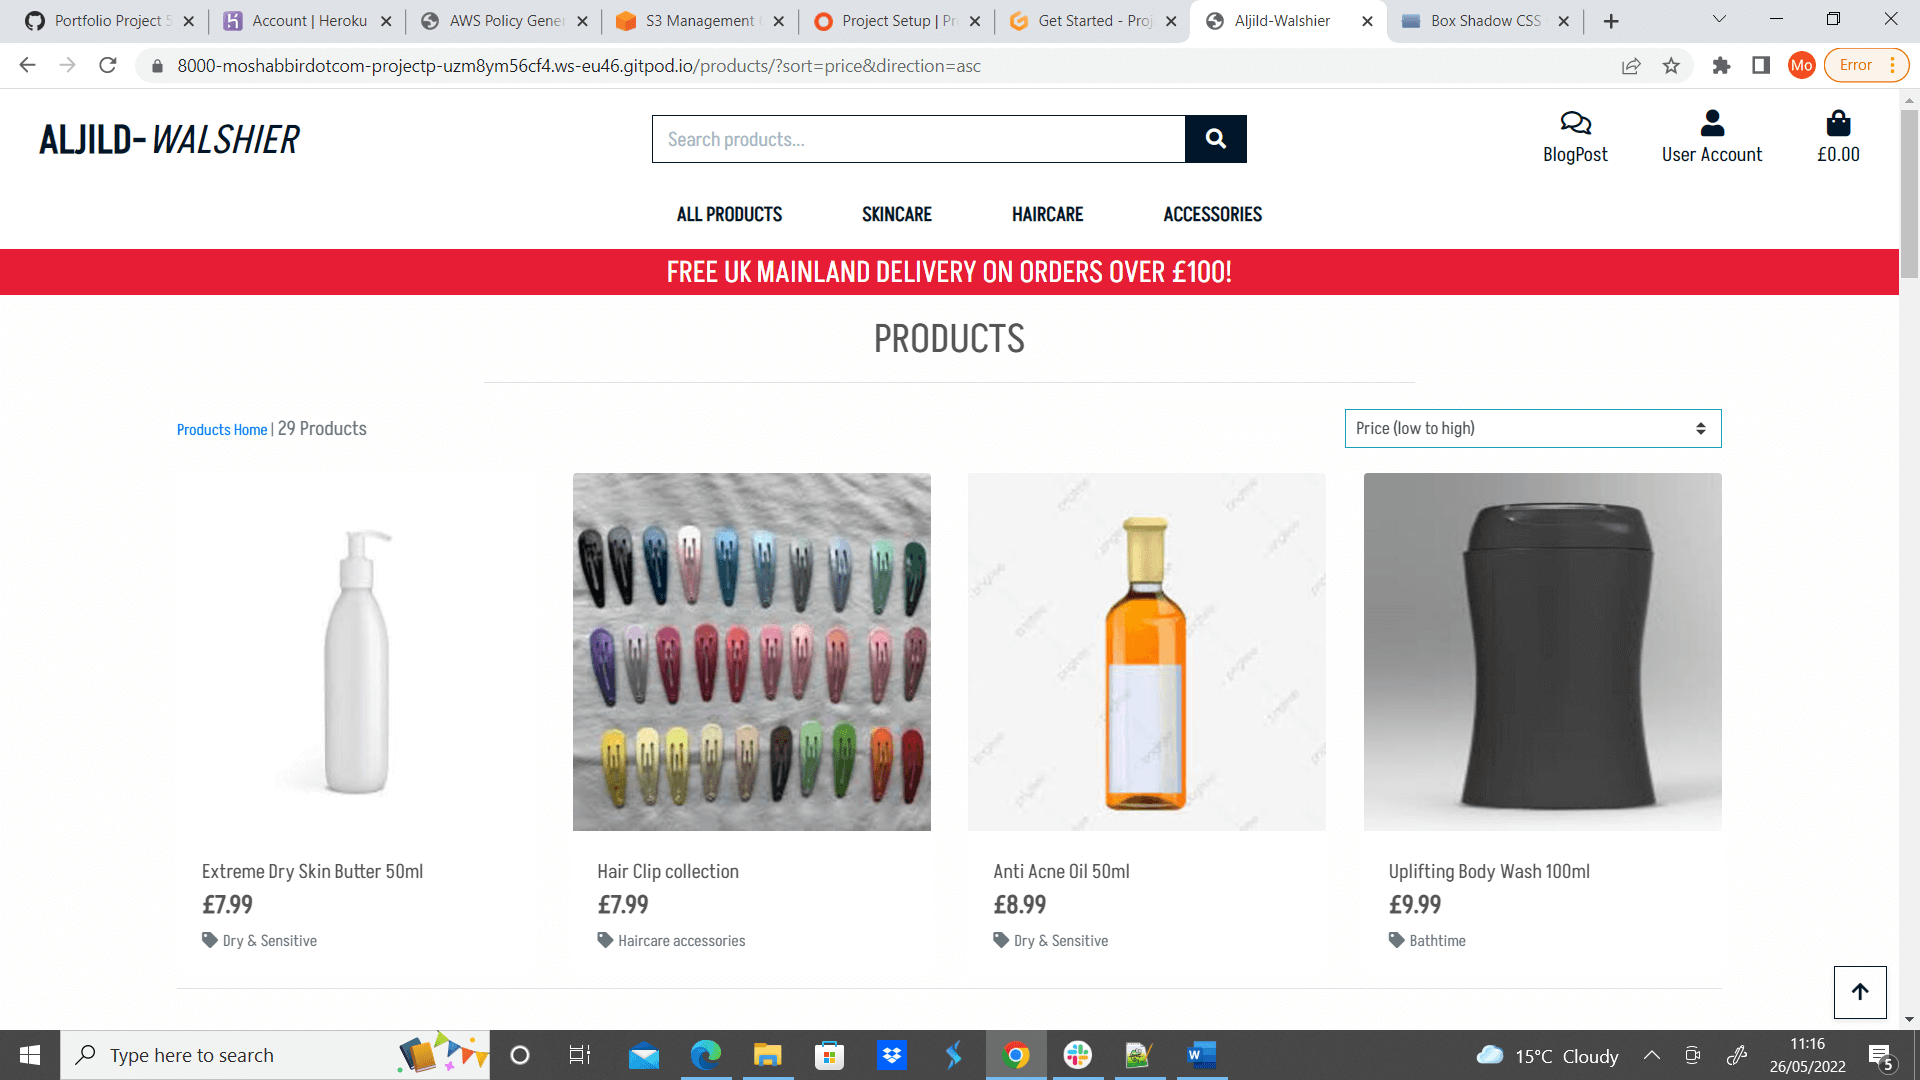 Portfolio Project 5
Account | Heroku
AWS Policy Gene
S3 Management
Project Setup | Pr
Get Started - Proj
Aljild-Walshier
Box Shadow CSS
8000-moshabbirdotcom-projectp-uzm8ym56cf4.ws-eu46.gitpod.io/products/?sort=price&direction=asc
Mo
Error
ALJILD-WALSHIER
Search products...
BlogPost
User Account
£0.00
ALL PRODUCTS
SKINCARE
HAIRCARE
ACCESSORIES
FREE UK MAINLAND DELIVERY ON ORDERS OVER £100!
PRODUCTS
Products Home | 29 Products
Price (low to high)
Extreme Dry Skin Butter 50ml
£7.99
Dry & Sensitive
Hair Clip collection
£7.99
Haircare accessories
Anti Acne Oil 50ml
£8.99
Dry & Sensitive
Uplifting Body Wash 100ml
£9.99
Bathtime
Type here to search
15°C Cloudy
11:16
26/05/2022
5